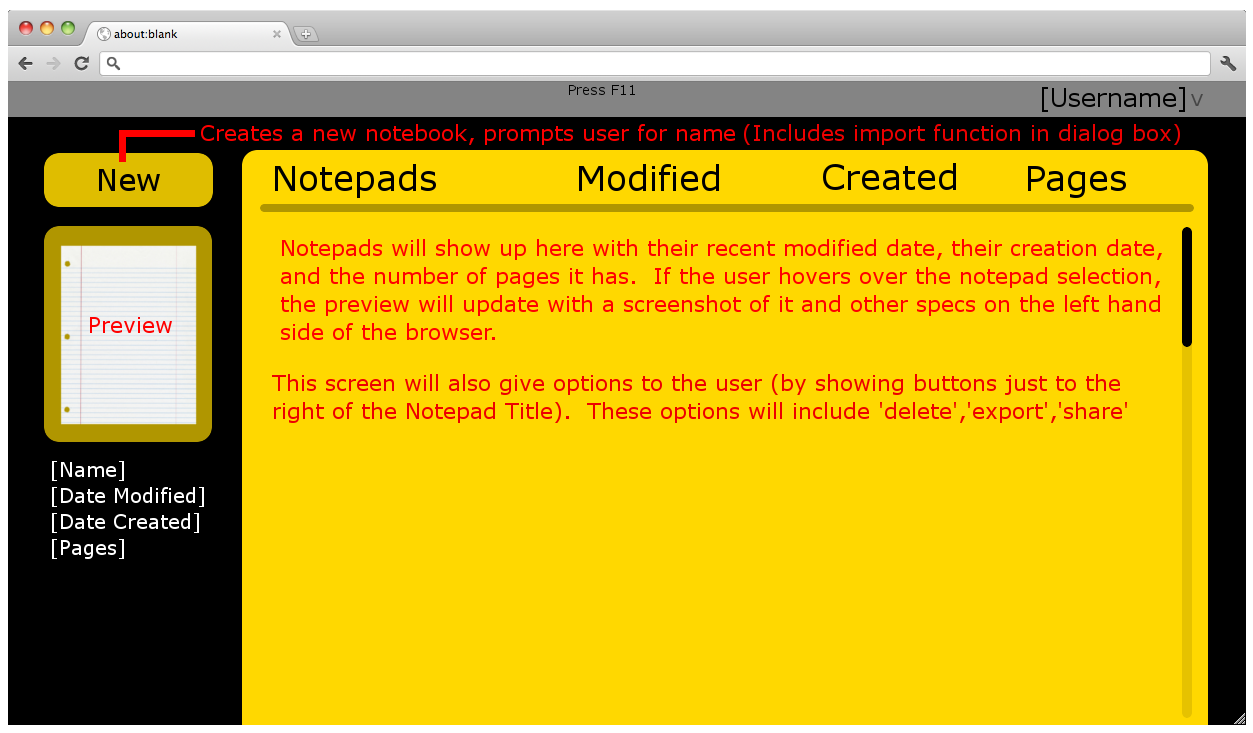 about:blank
Press F11
[Username] v
Creates a new notebook, prompts user for name (Includes import function in dialog box)
New
Notepads Modified Created Pages
Notepads will show up here with their recent modified date, their creation date,
and the number of pages it has.  If the user hovers over the notepad selection,
the preview will update with a screenshot of it and other specs on the left hand
side of the browser.
This screen will also give options to the user (by showing buttons just to the
right of the Notepad Title).  These options will include 'delete','export','share'
Preview
[Name]
[Date Modified]
[Date Created]
[Pages]